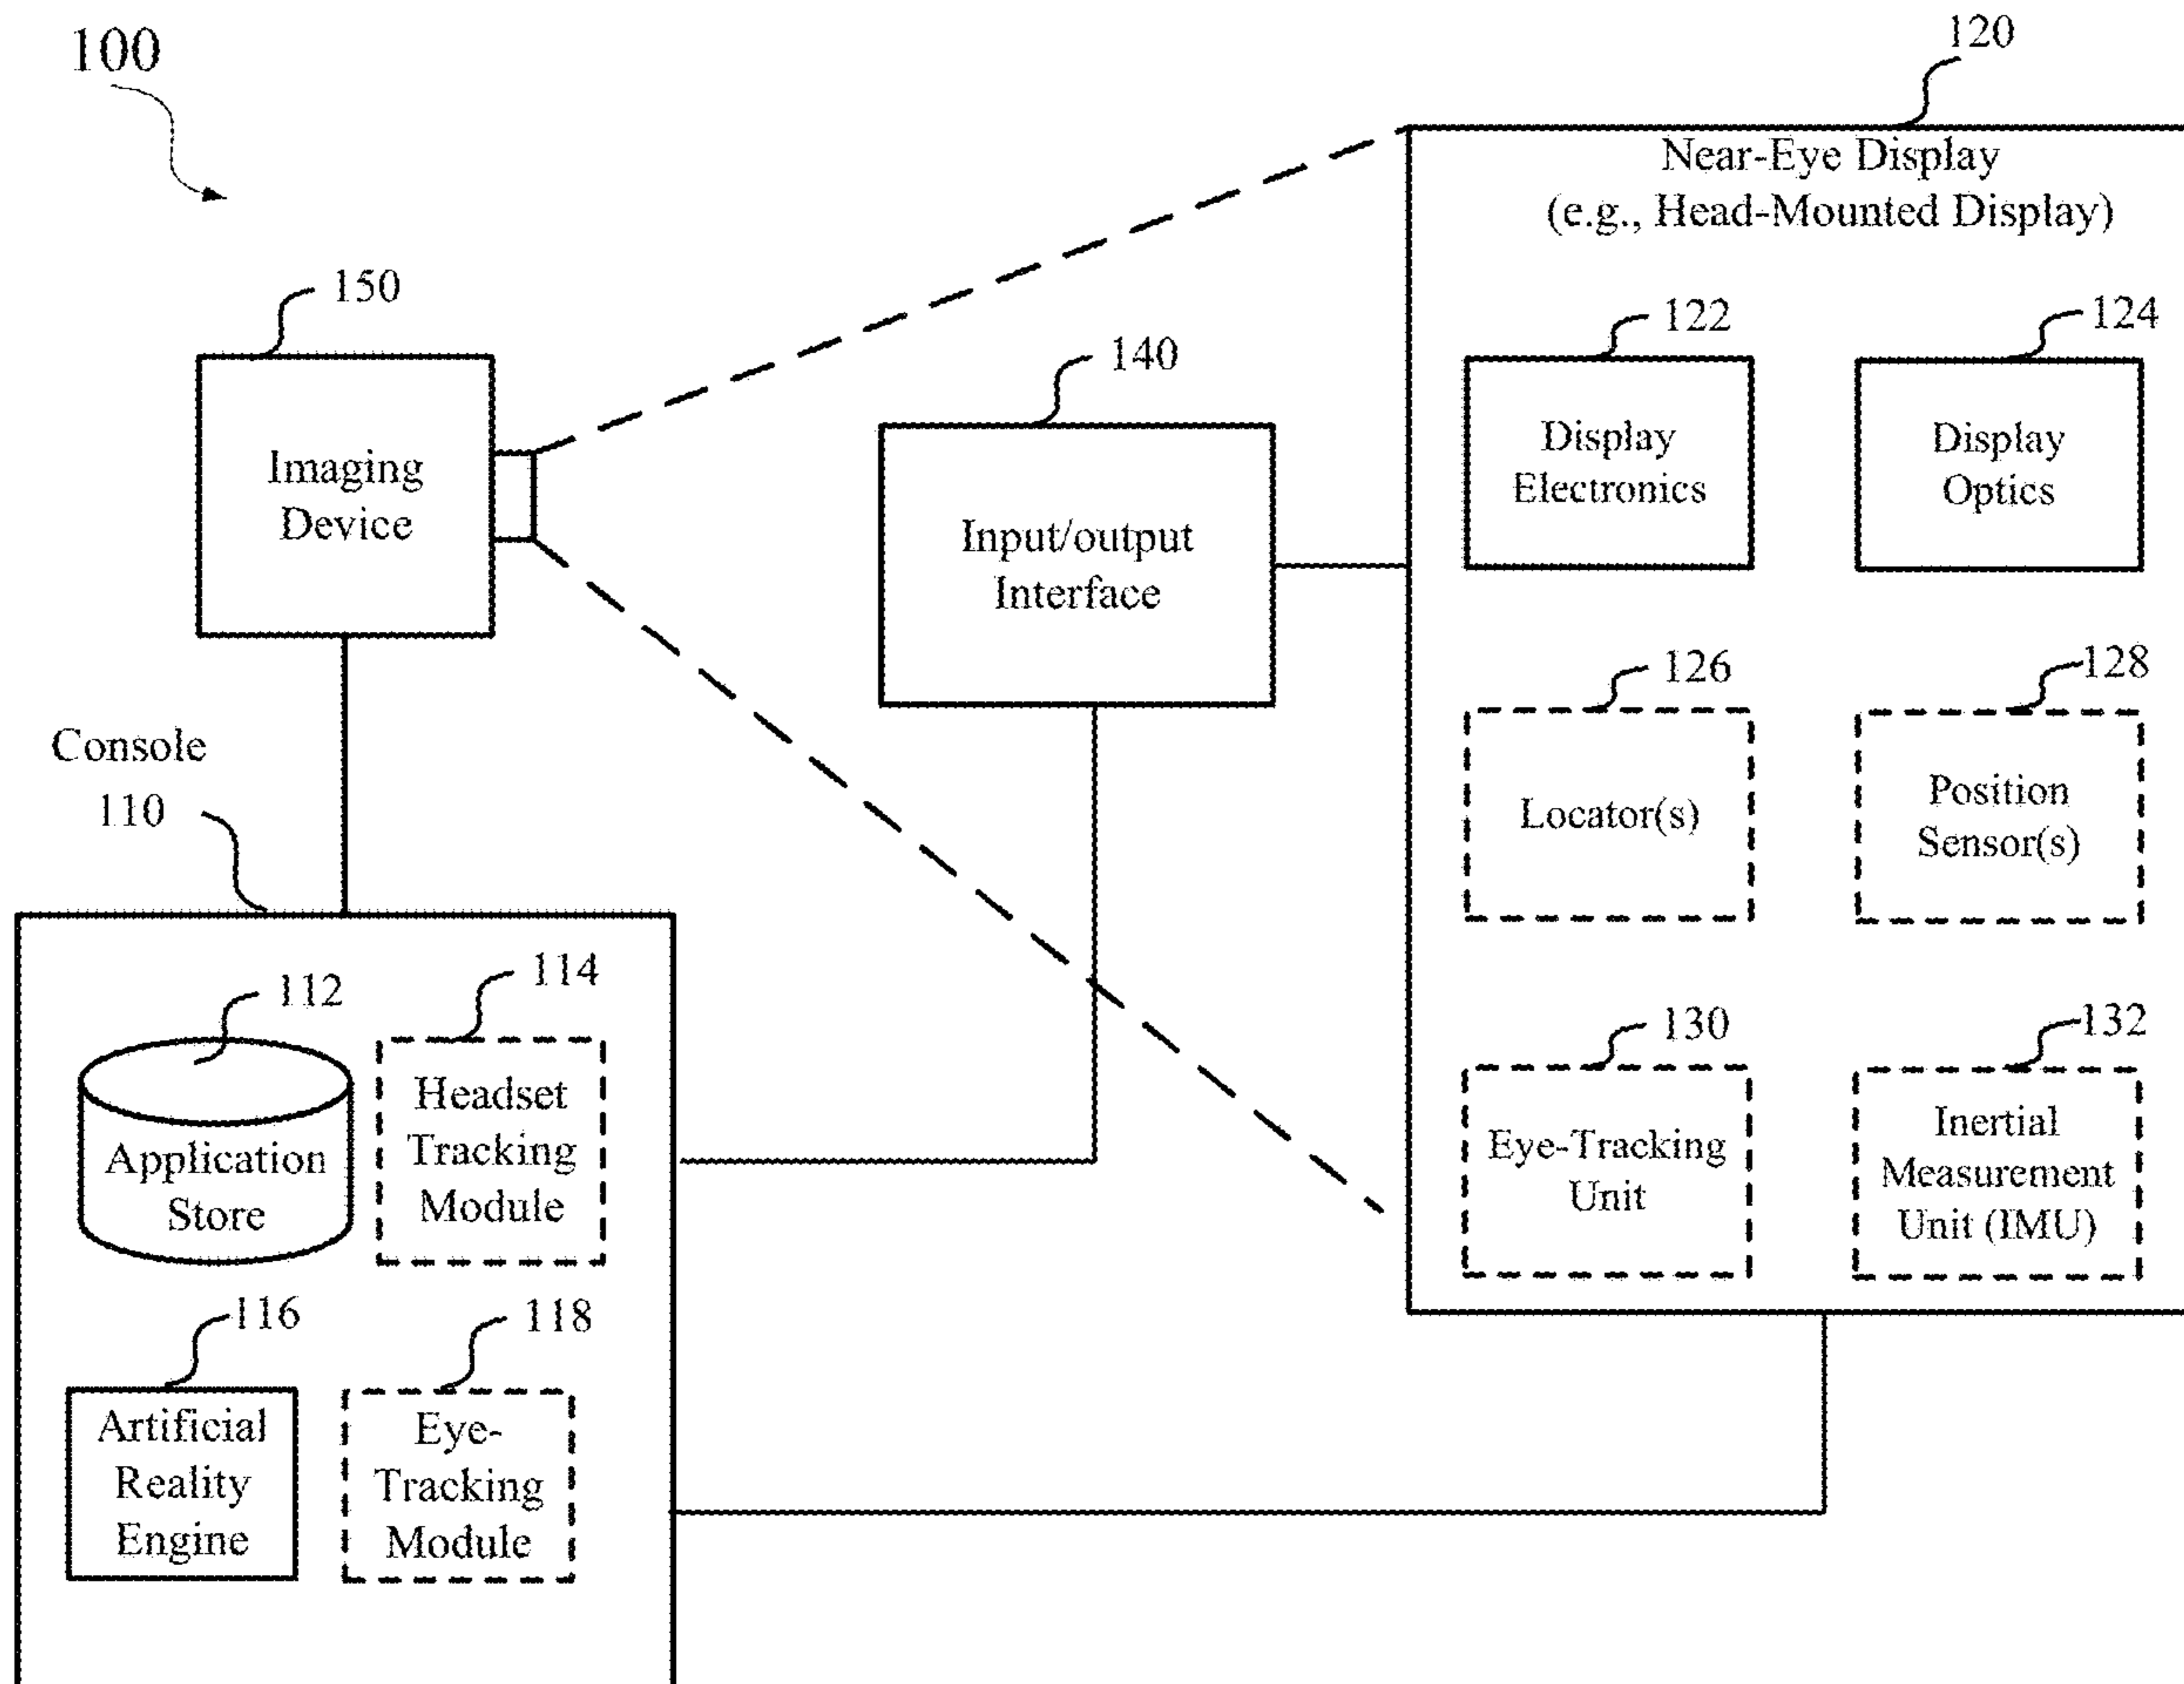 100
120
Near-Eye Display
(e.g., Head-Mounted Display)
150
Imaging
Device
140
Input/output
Interface
122
Display
Electronics
124
Display
Optics
126
Locator(s)
128
Position
Sensor(s)
130
Eye-Tracking
Unit
132
Inertial
Measurement
Unit (IMU)
Console
110
112
Application
Store
114
Headset
Tracking
Module
116
Artificial
Reality
Engine
118
Eye-
Tracking
Module